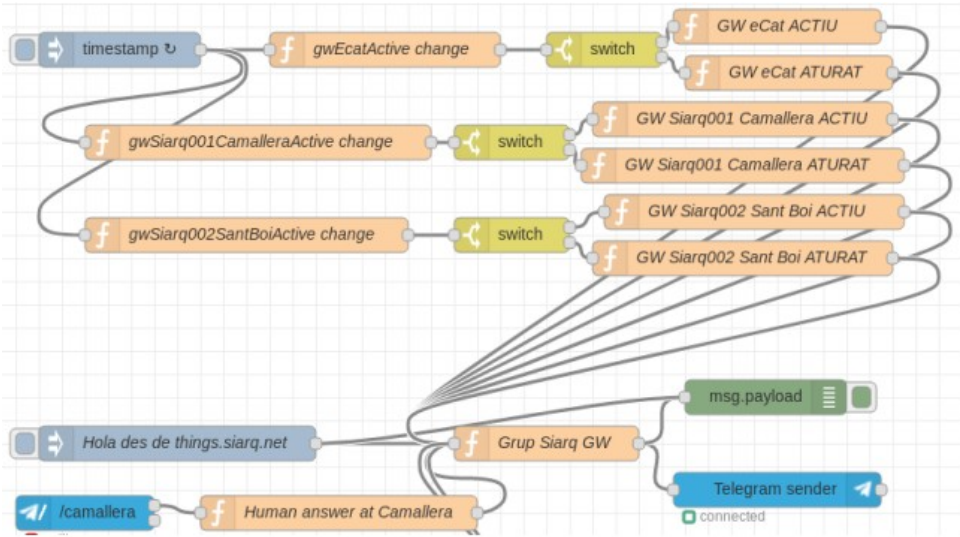 timestamp ↻
gwEcatActive change
switch
GW eCat ACTIU
GW eCat ATURAT
gwSiarq001CamalleraActive change
switch
GW Siarq001 Camallera ACTIU
GW Siarq001 Camallera ATURAT
gwSiarq002SantBoiActive change
switch
GW Siarq002 Sant Boi ACTIU
GW Siarq002 Sant Boi ATURAT
msg.payload
Hola des de things.siarq.net
Grup Siarq GW
Telegram sender
connected
/camallera
Human answer at Camallera